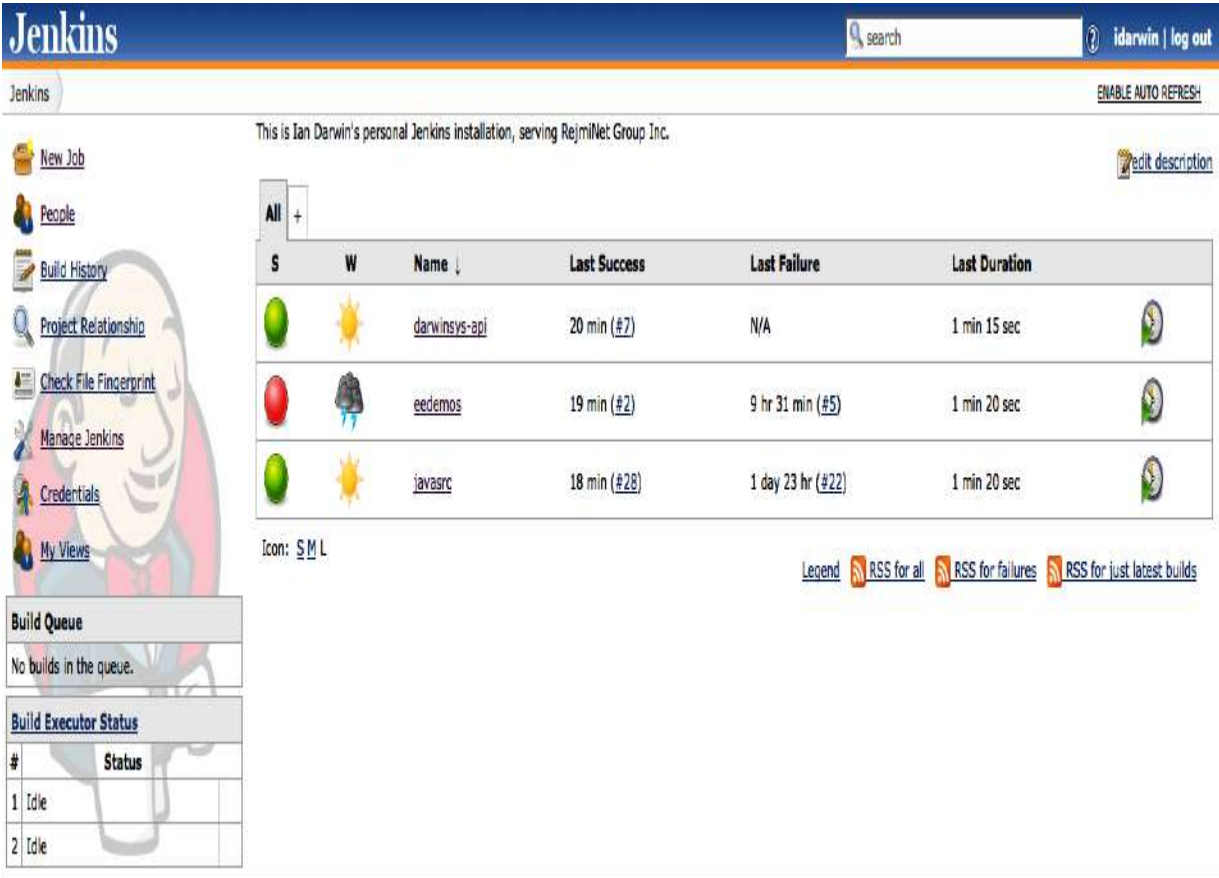 Jenkins
search
idarwin | log out
Jenkins
ENABLE AUTO REFRESH
New Job
People
Build History
Project Relationship
Check File Fingerprint
Manage Jenkins
Credentials
My Views
Build Queue
No builds in the queue.
Build Executor Status
# Status
1 Idle
2 Idle
This is Ian Darwin's personal Jenkins installation, serving RejmiNet Group Inc.
edit description
All +
S W Name ↓ Last Success Last Failure Last Duration
darwinsys-api 20 min (#7) N/A 1 min 15 sec
eedemos 19 min (#2) 9 hr 31 min (#5) 1 min 20 sec
javasrc 18 min (#28) 1 day 23 hr (#22) 1 min 20 sec
Icon: S M L
Legend RSS for all RSS for failures RSS for just latest builds